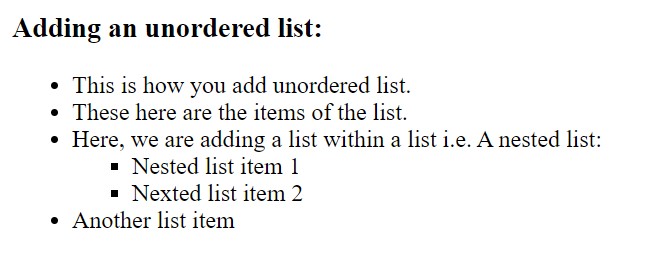 Adding an unordered list:
• This is how you add unordered list.
• These here are the items of the list.
• Here, we are adding a list within a list i.e. A nested list:
▪ Nested list item 1
▪ Nexted list item 2
• Another list item